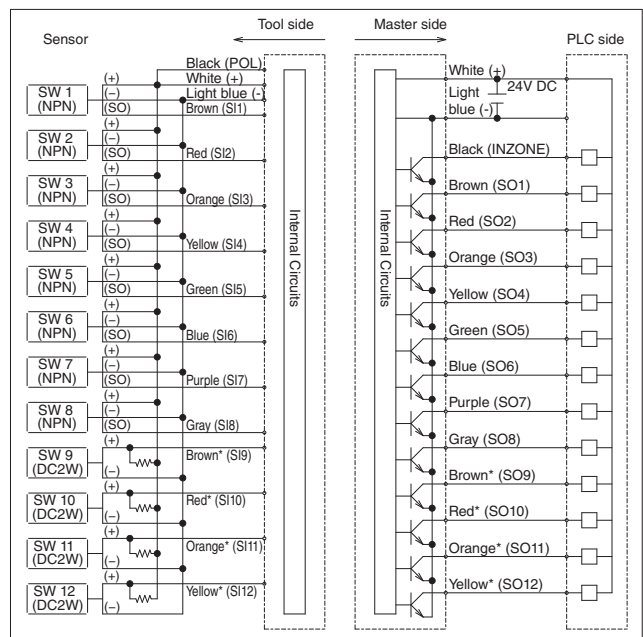 Tool side
Master side
Sensor
PLC side
Black (POL)
White (+)
Light blue (-)
Brown (SI1)
SW 1
(NPN)
(+)
(−)
(SO)
SW 2
(NPN)
(+)
(−)
(SO)
Red (SI2)
SW 3
(NPN)
(+)
(−)
(SO)
Orange (SI3)
SW 4
(NPN)
(+)
(−)
(SO)
Yellow (SI4)
SW 5
(NPN)
(+)
(−)
(SO)
Green (SI5)
SW 6
(NPN)
(+)
(−)
(SO)
Blue (SI6)
SW 7
(NPN)
(+)
(−)
(SO)
Purple (SI7)
SW 8
(NPN)
(+)
(−)
(SO)
Gray (SI8)
SW 9
(DC2W)
(+)
(−)
Brown* (SI9)
SW 10
(DC2W)
(+)
(−)
Red* (SI10)
SW 11
(DC2W)
(+)
(−)
Orange* (SI11)
SW 12
(DC2W)
(+)
(−)
Yellow* (SI12)
Internal Circuits
Internal Circuits
White (+)
24V DC
Light
blue (-)
Black (INZONE)
Brown (SO1)
Red (SO2)
Orange (SO3)
Yellow (SO4)
Green (SO5)
Blue (SO6)
Purple (SO7)
Gray (SO8)
Brown* (SO9)
Red* (SO10)
Orange* (SO11)
Yellow* (SO12)